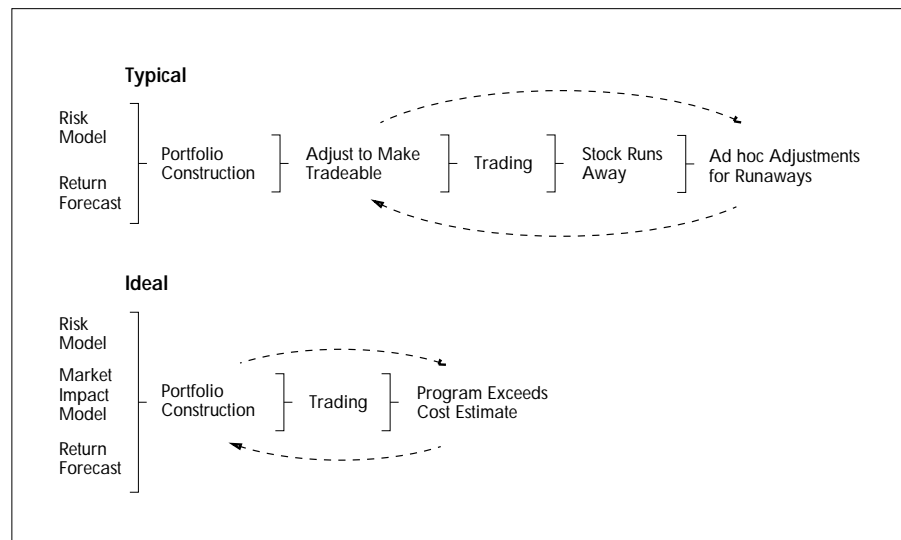 Typical
Risk
Model
Return
Forecast
Portfolio
Construction
Adjust to Make
Tradeable
Trading
Stock Runs
Away
Ad hoc Adjustments
for Runaways
Ideal
Risk
Model
Market
Impact
Model
Return
Forecast
Portfolio
Construction
Trading
Program Exceeds
Cost Estimate